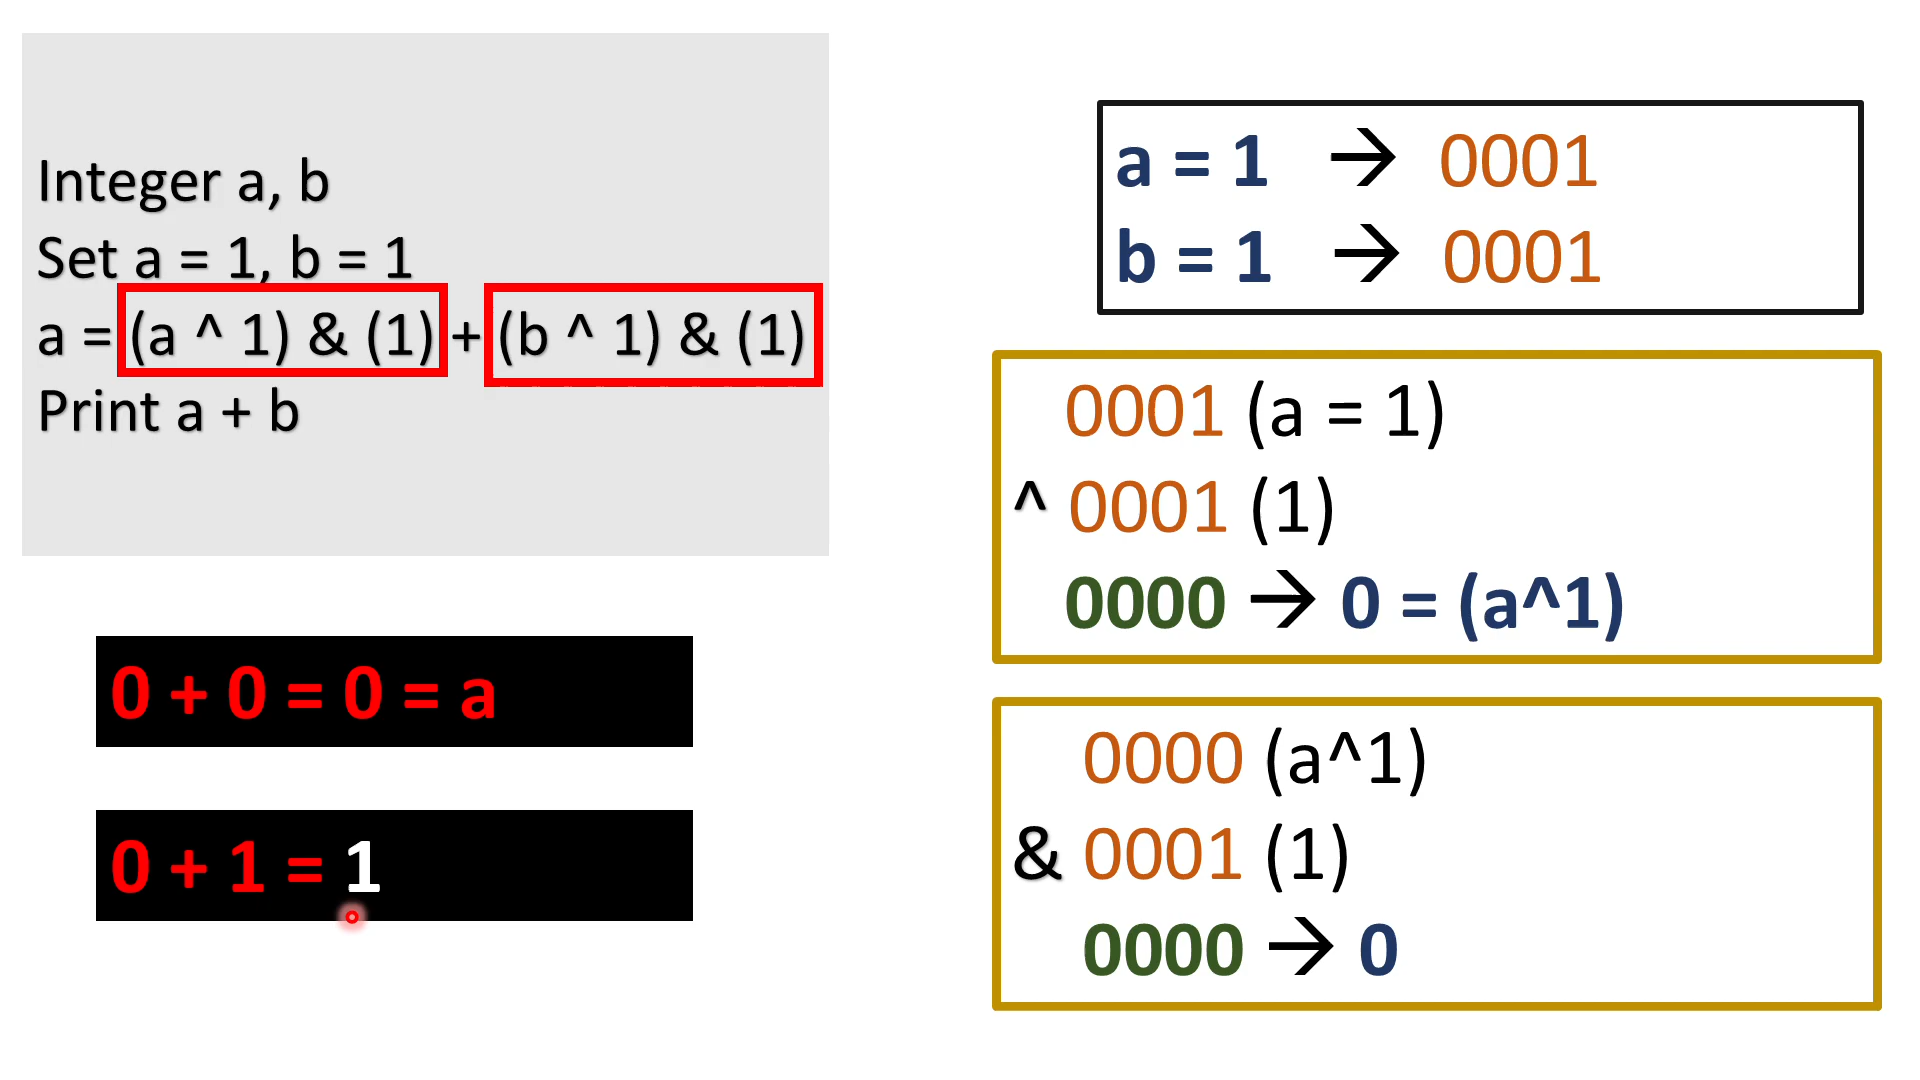 Integer a, b
Set a = 1, b = 1
a = (a ^ 1) & (1) + (b ^ 1) & (1)
Print a + b
0 + 0 = 0 = a
0 + 1 = 1
a = 1 → 0001
b = 1 → 0001
0001 (a = 1)
^ 0001 (1)
0000 → 0 = (a^1)
0000 (a^1)
& 0001 (1)
0000 → 0